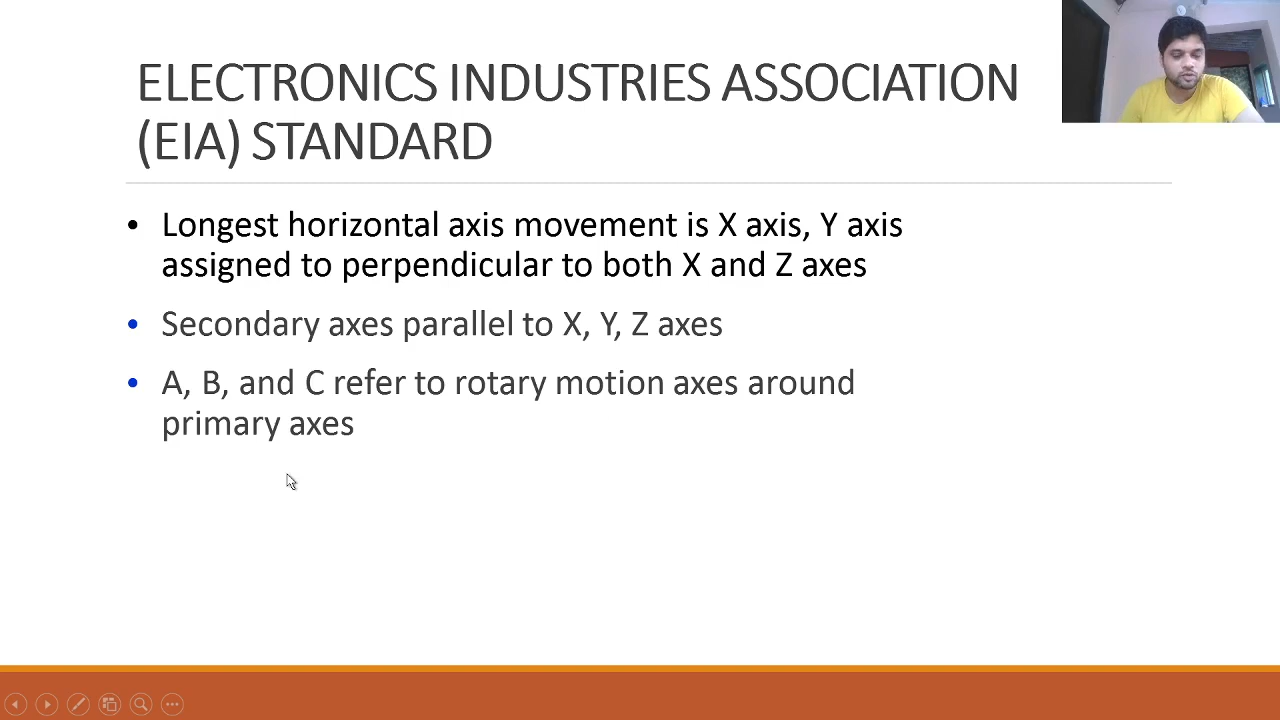 ELECTRONICS INDUSTRIES ASSOCIATION
(EIA) STANDARD
• Longest horizontal axis movement is X axis, Y axis
assigned to perpendicular to both X and Z axes
• Secondary axes parallel to X, Y, Z axes
• A, B, and C refer to rotary motion axes around
primary axes